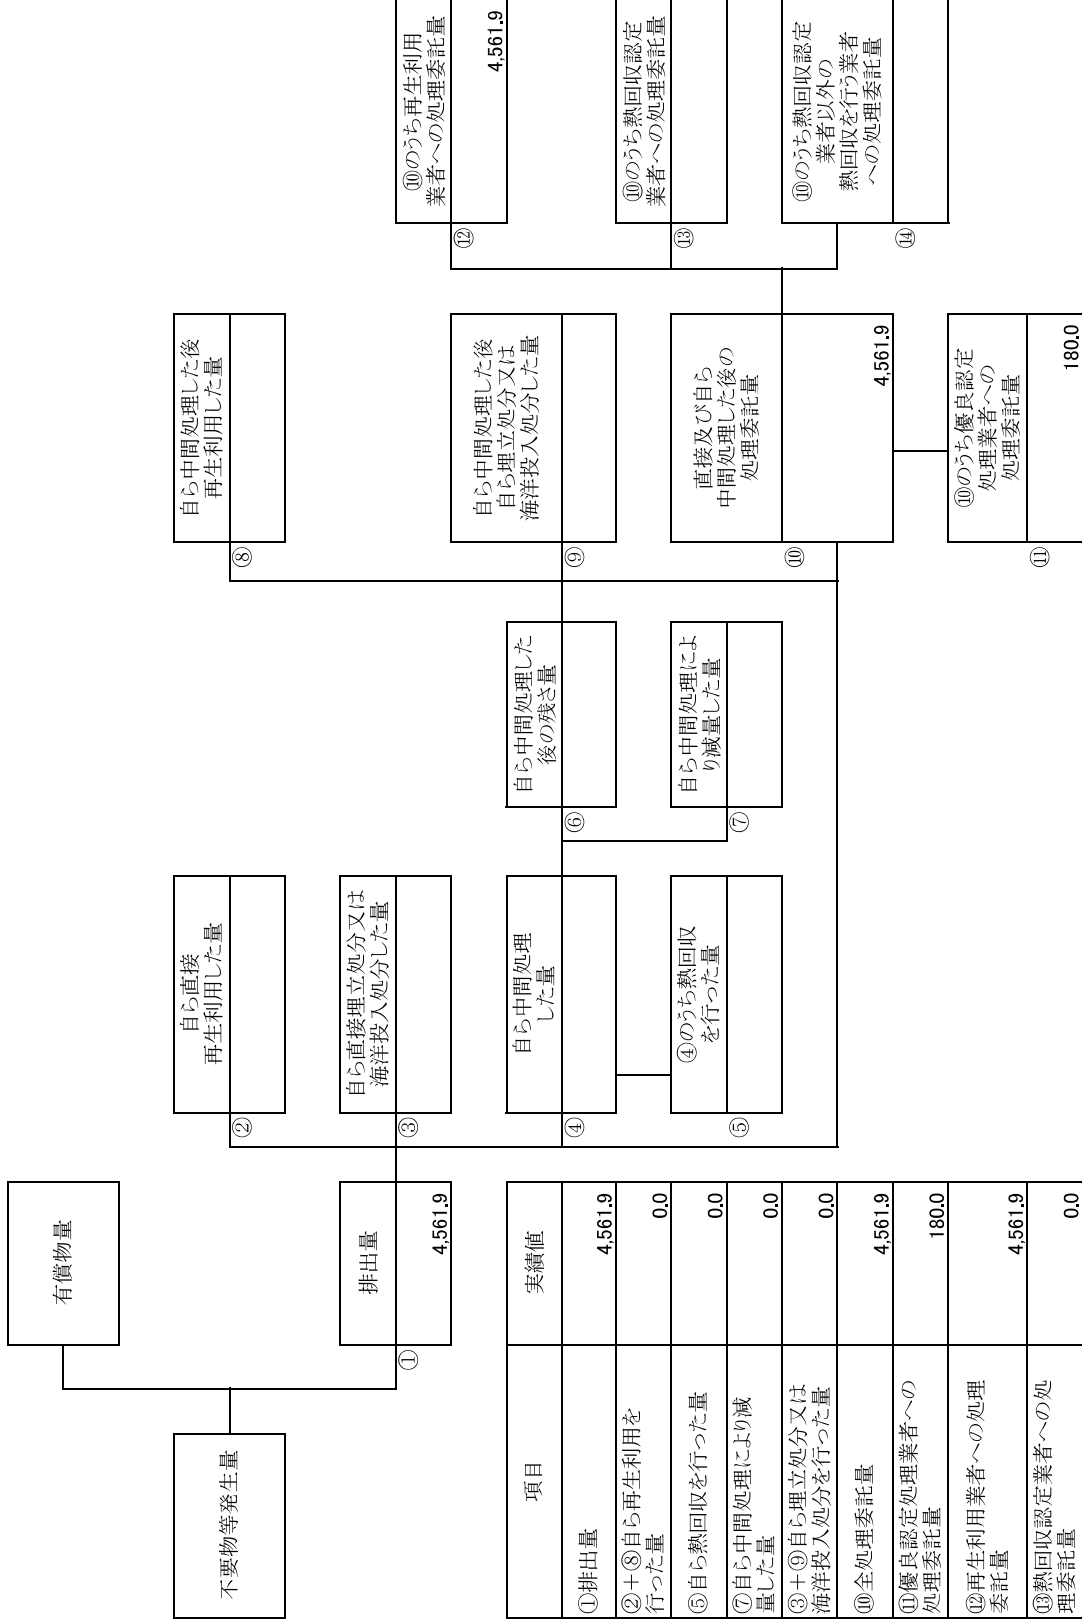 不要物等発生量
有償物量
排出量
①
4,561.9
自ら直接
再生利用した量
②
自ら直接埋立処分又は
海洋投入処分した量
③
自ら中間処理
した量
④
④のうち熱回収
を行った量
⑤
自ら中間処理した
後の残さ量
⑥
自ら中間処理によ
り減量した量
⑦
自ら中間処理した後
再生利用した量
⑧
自ら中間処理した後
自ら埋立処分又は
海洋投入処分した量
⑨
直接及び自ら
中間処理した後の
処理委託量
⑩
4,561.9
⑩のうち優良認定
処理業者への
処理委託量
⑪
180.0
⑩のうち再生利用
業者への処理委託量
⑫
4,561.9
⑩のうち熱回収認定
業者への処理委託量
⑬
⑩のうち熱回収認定
業者以外の
熱回収を行う業者
への処理委託量
⑭
項目
実績値
①排出量
4,561.9
②+⑧自ら再生利用を
行った量
0.0
⑤自ら熱回収を行った量
0.0
⑦自ら中間処理により減
量した量
0.0
③+⑨自ら埋立処分又は
海洋投入処分を行った量
0.0
⑩全処理委託量
4,561.9
⑪優良認定処理業者への
処理委託量
180.0
⑫再生利用業者への処理
委託量
4,561.9
⑬熱回収認定業者への処
理委託量
0.0